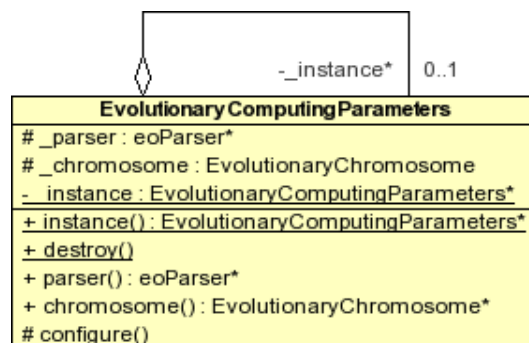 -_instance* 0..1
EvolutionaryComputingParameters
# _parser : eoParser*
# _chromosome : EvolutionaryChromosome
- _instance : EvolutionaryComputingParameters*
+ instance() : EvolutionaryComputingParameters*
+ destroy()
+ parser() : eoParser*
+ chromosome() : EvolutionaryChromosome*
# configure()